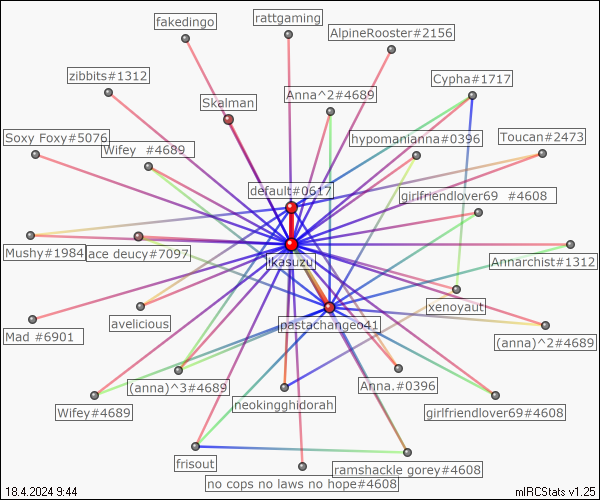 fakedingo
rattgaming
AlpineRooster#2156
zibbits#1312
Cypha#1717
Skalman
Anna^2#4689
Soxy Foxy#5076
Wifey #4689
hypomanianna#0396
Toucan#2473
default#0617
girlfriendlover69 #4608
Mushy#1984
ace deucy#7097
likasuzu
Annarchist#1312
xenoyaut
avelicious
pastachangeo41
Mad #6901
(anna)^2#4689
(anna)^3#4689
Anna.#0396
neokingghidorah
Wifey#4689
girlfriendlover69#4608
frisout
ramshackle gorey#4608
no cops no laws no hope#4608
18.4.2024 9:44
mIRCStats v1.25